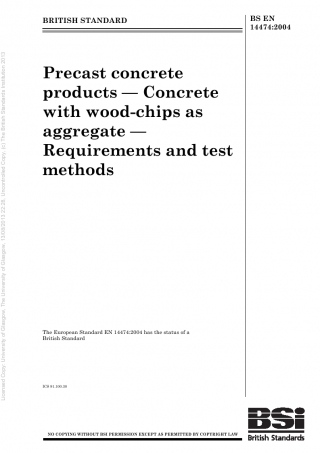 BRITISH STANDARD
BS EN
14474:2004
Precast concrete
products — Concrete
with wood-chips as
aggregate —
Requirements and test
methods
The European Standard EN 14474:2004 has the status of a
British Standard
ICS 91.100.30
NO COPYING WITHOUT BSI PERMISSION EXCEPT AS PERMITTED BY COPYRIGHT LAW
BSi
British Standards
Licensed Copy: University of Glasgow, The University of Glasgow,
Uncontrolled Copy, (c) The British Standards Institution 2013